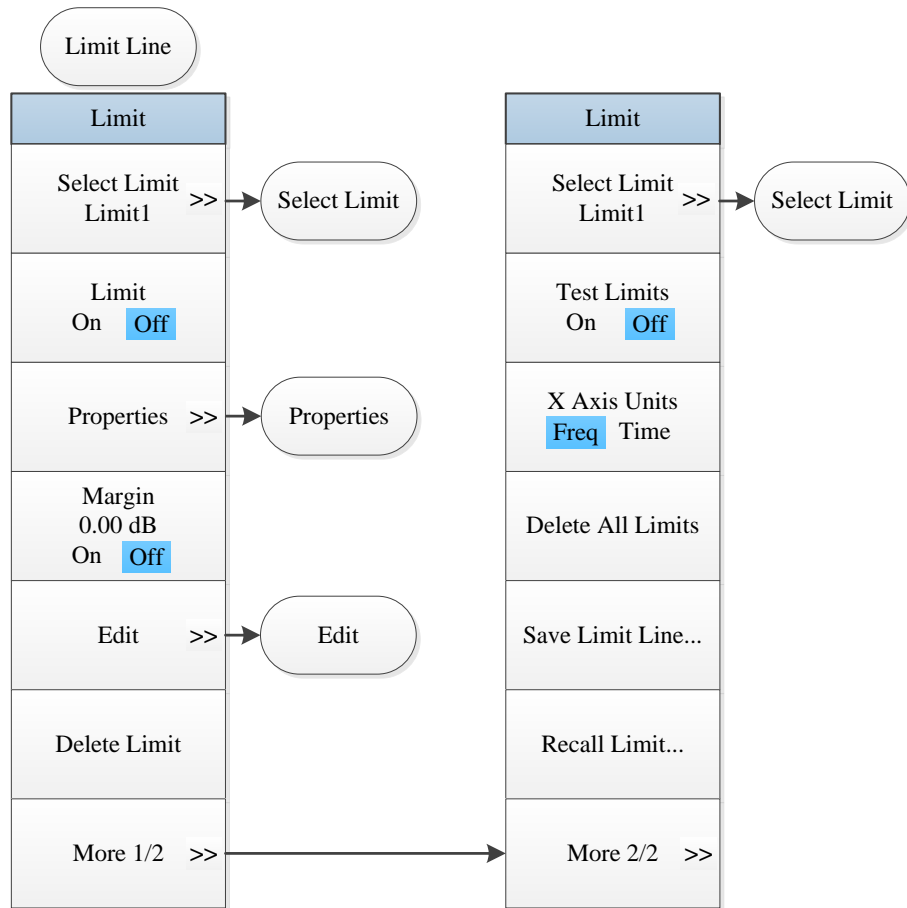 Limit Line
Limit
Select Limit
Limit1
>>
Select Limit
Limit
On Off
Properties >>
Properties
Margin
0.00 dB
On Off
Edit >>
Edit
Delete Limit
More 1/2 >>
Limit
Select Limit
Limit1
>>
Select Limit
Test Limits
On Off
X Axis Units
Freq Time
Delete All Limits
Save Limit Line...
Recall Limit...
More 2/2 >>